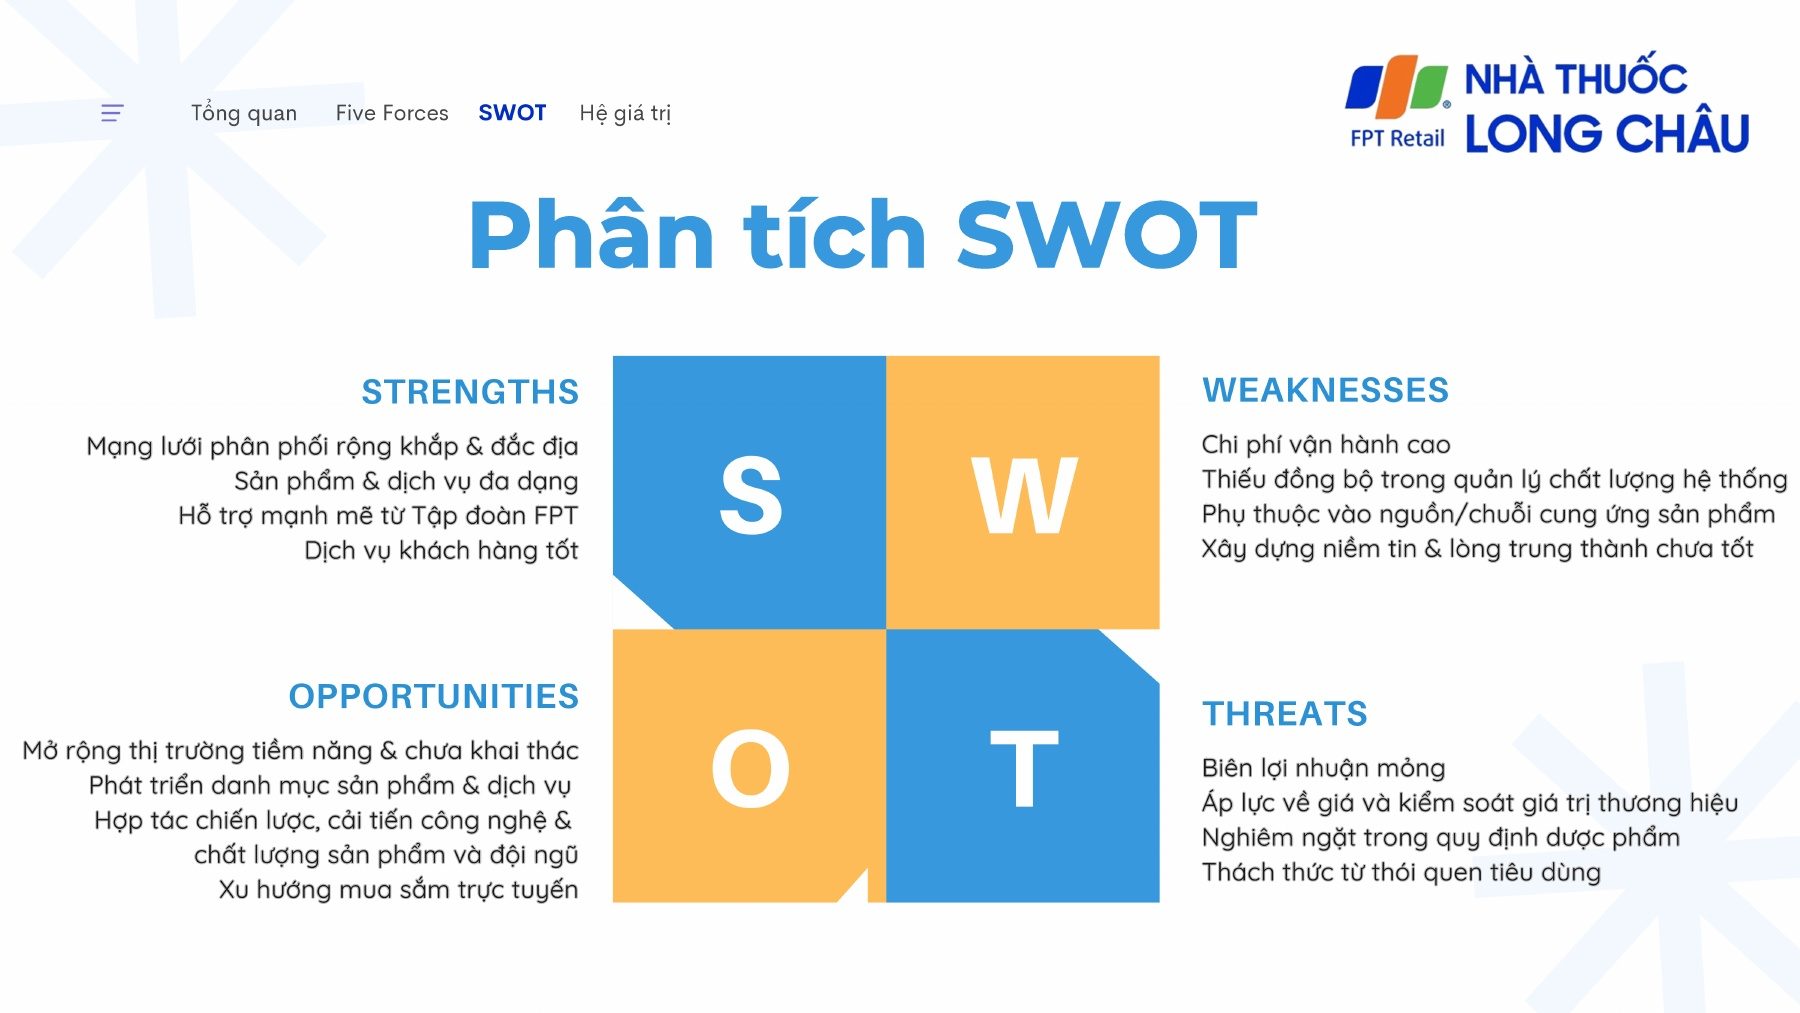 Tổng quan Five Forces SWOT Hệ giá trị
FPT Retail
NHÀ THUỐC
LONG CHÂU
Phân tích SWOT
STRENGTHS
Mạng lưới phân phối rộng khắp & đắc địa
Sản phẩm & dịch vụ đa dạng
Hỗ trợ mạnh mẽ từ Tập đoàn FPT
Dịch vụ khách hàng tốt
S
W
WEAKNESSES
Chi phí vận hành cao
Thiếu đồng bộ trong quản lý chất lượng hệ thống
Phụ thuộc vào nguồn/chuỗi cung ứng sản phẩm
Xây dựng niềm tin & lòng trung thành chưa tốt
OPPORTUNITIES
Mở rộng thị trường tiềm năng & chưa khai thác
Phát triển danh mục sản phẩm & dịch vụ
Hợp tác chiến lược, cải tiến công nghệ &
chất lượng sản phẩm và đội ngũ
Xu hướng mua sắm trực tuyến
O
T
THREATS
Biên lợi nhuận mỏng
Áp lực về giá và kiểm soát giá trị thương hiệu
Nghiêm ngặt trong quy định dược phẩm
Thách thức từ thói quen tiêu dùng